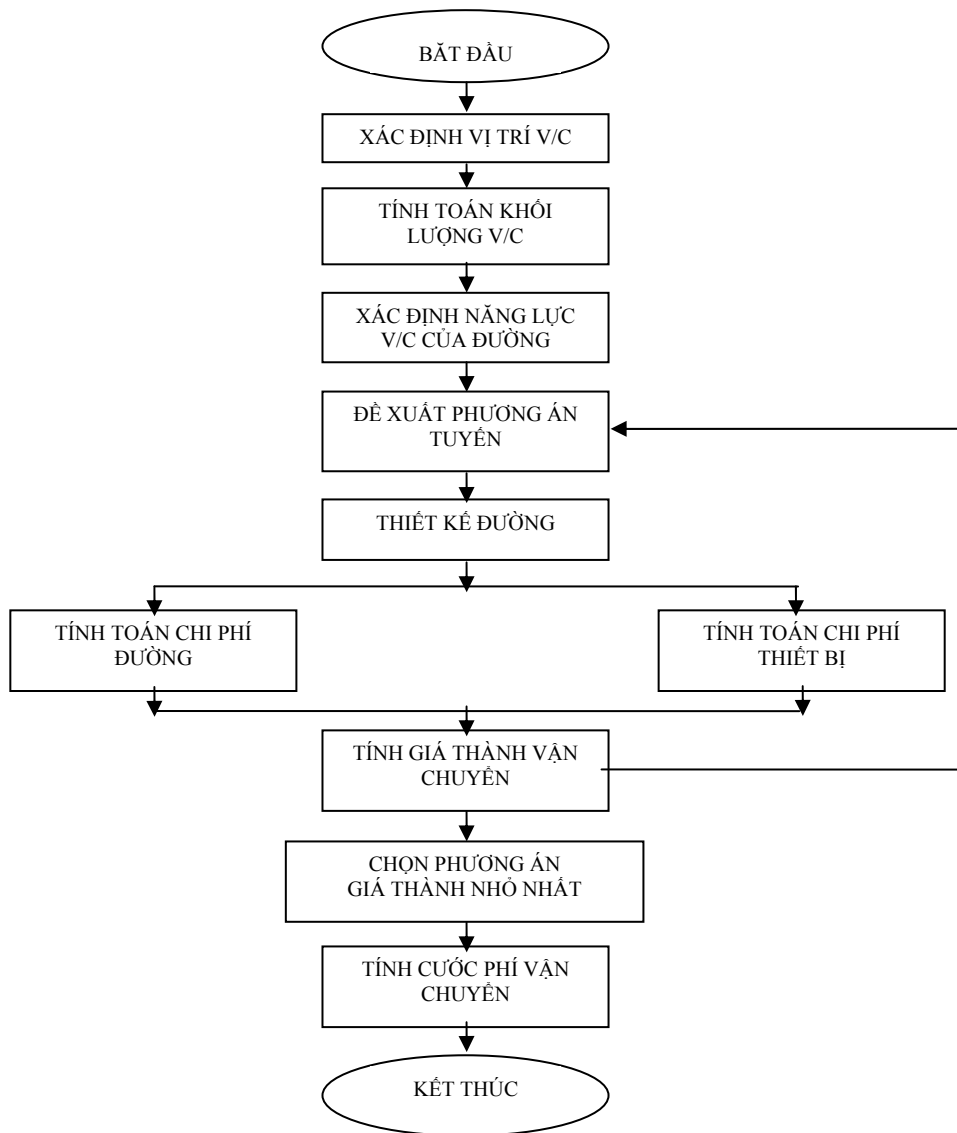 BĂT ĐẦU
XÁC ĐỊNH VỊ TRÍ V/C
TÍNH TOÁN KHỐI
LƯỢNG V/C
XÁC ĐỊNH NĂNG LỰC
V/C CỦA ĐƯỜNG
ĐỀ XUẤT PHƯƠNG ÁN
TUYẾN
THIẾT KẾ ĐƯỜNG
TÍNH TOÁN CHI PHÍ
ĐƯỜNG
TÍNH TOÁN CHI PHÍ
THIẾT BỊ
TÍNH GIÁ THÀNH VẬN
CHUYỂN
CHỌN PHƯƠNG ÁN
GIÁ THÀNH NHỎ NHẤT
TÍNH CƯỚC PHÍ VẬN
CHUYỂN
KẾT THÚC